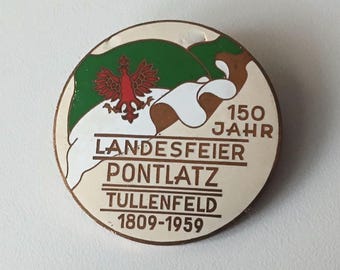 150
JAHR
LANDESFEIER
PONTLATZ
TULLENFELD
1809-1959